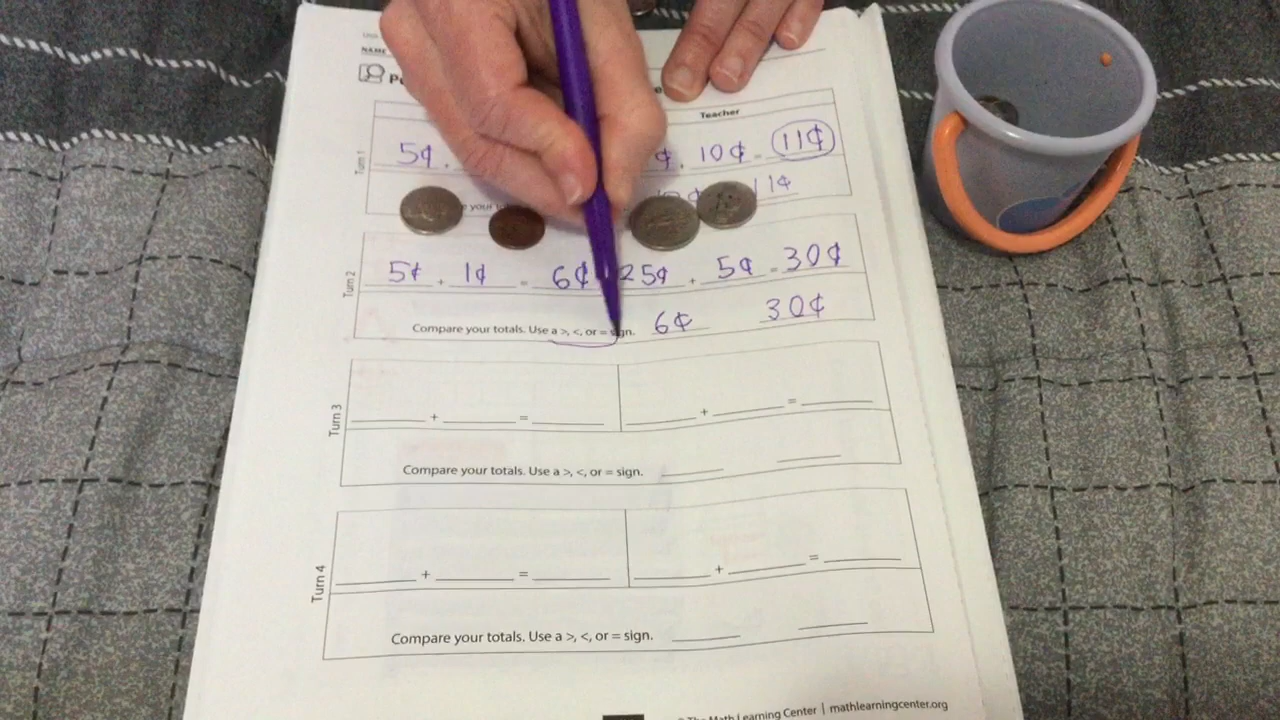 NAME
Teacher
Turn 1
5¢ 10¢ = 11¢
11¢
Turn 2
5¢ + 1¢ = 6¢ 25¢ + 5¢ = 30¢
Compare your totals. Use a >, <, or = sign. 6¢ 30¢
Turn 3
+ = + =
Compare your totals. Use a >, <, or = sign.
Turn 4
+ = + =
Compare your totals. Use a >, <, or = sign.
The Math Learning Center | mathlearningcenter.org